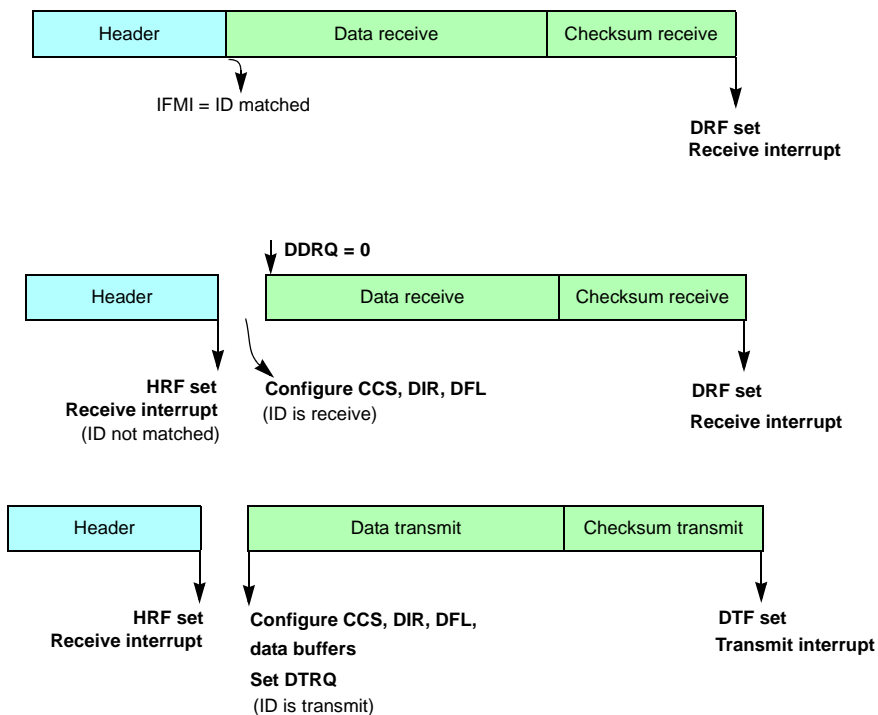 Header
Data receive
Checksum receive
IFMI = ID matched
DRF set
Receive interrupt
DDRQ = 0
Header
Data receive
Checksum receive
HRF set
Receive interrupt
(ID not matched)
Configure CCS, DIR, DFL
(ID is receive)
DRF set
Receive interrupt
Header
Data transmit
Checksum transmit
HRF set
Receive interrupt
Configure CCS, DIR, DFL,
data buffers
Set DTRQ
(ID is transmit)
DTF set
Transmit interrupt